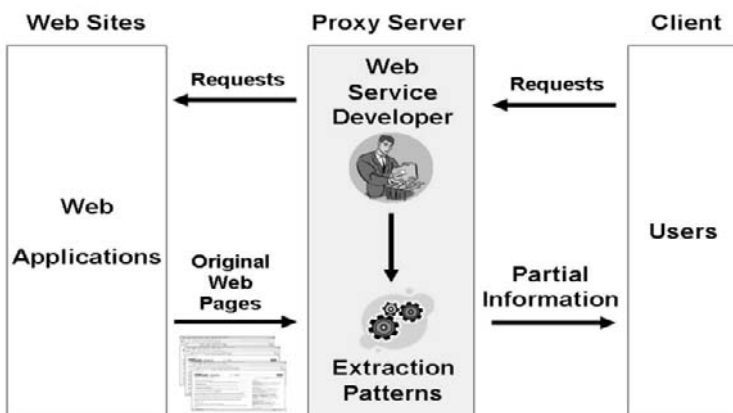 Web Sites
Proxy Server
Client
Requests
Web
Service
Developer
Requests
Web
Applications
Original
Web
Pages
Extraction
Patterns
Partial
Information
Users